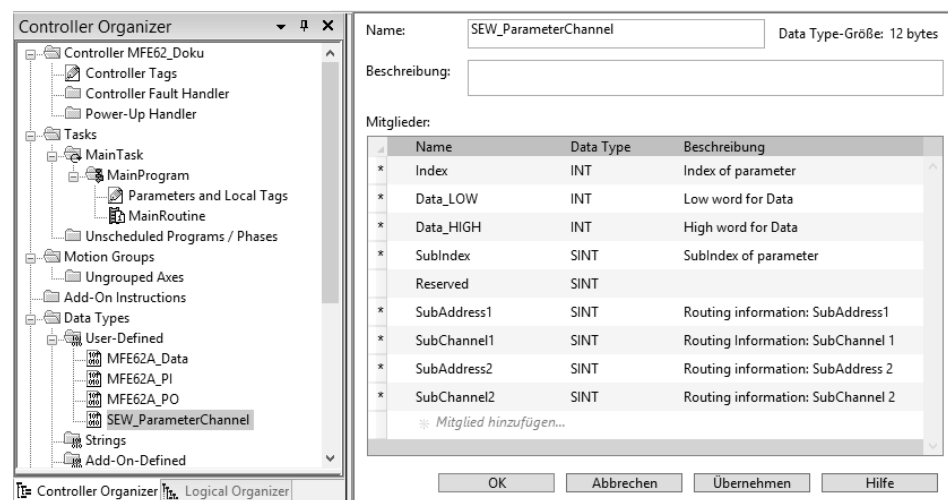 Controller Organizer
Controller MFE62_Doku
Controller Tags
Controller Fault Handler
Power-Up Handler
Tasks
MainTask
MainProgram
Parameters and Local Tags
MainRoutine
Unscheduled Programs / Phases
Motion Groups
Ungrouped Axes
Add-On Instructions
Data Types
User-Defined
MFE62A_Data
MFE62A_PI
MFE62A_PO
SEW_ParameterChannel
Strings
Add-On-Defined
Controller Organizer Logical Organizer
Name: SEW_ParameterChannel Data Type-Größe: 12 bytes
Beschreibung:
Mitglieder:
Name Data Type Beschreibung
* Index INT Index of parameter
* Data_LOW INT Low word for Data
* Data_HIGH INT High word for Data
* SubIndex SINT SubIndex of parameter
Reserved SINT
* SubAddress1 SINT Routing information: SubAddress1
* SubChannel1 SINT Routing Information: SubChannel 1
* SubAddress2 SINT Routing information: SubAddress 2
* SubChannel2 SINT Routing information: SubChannel 2
Mitglied hinzufügen...
OK Abbrechen Übernehmen Hilfe